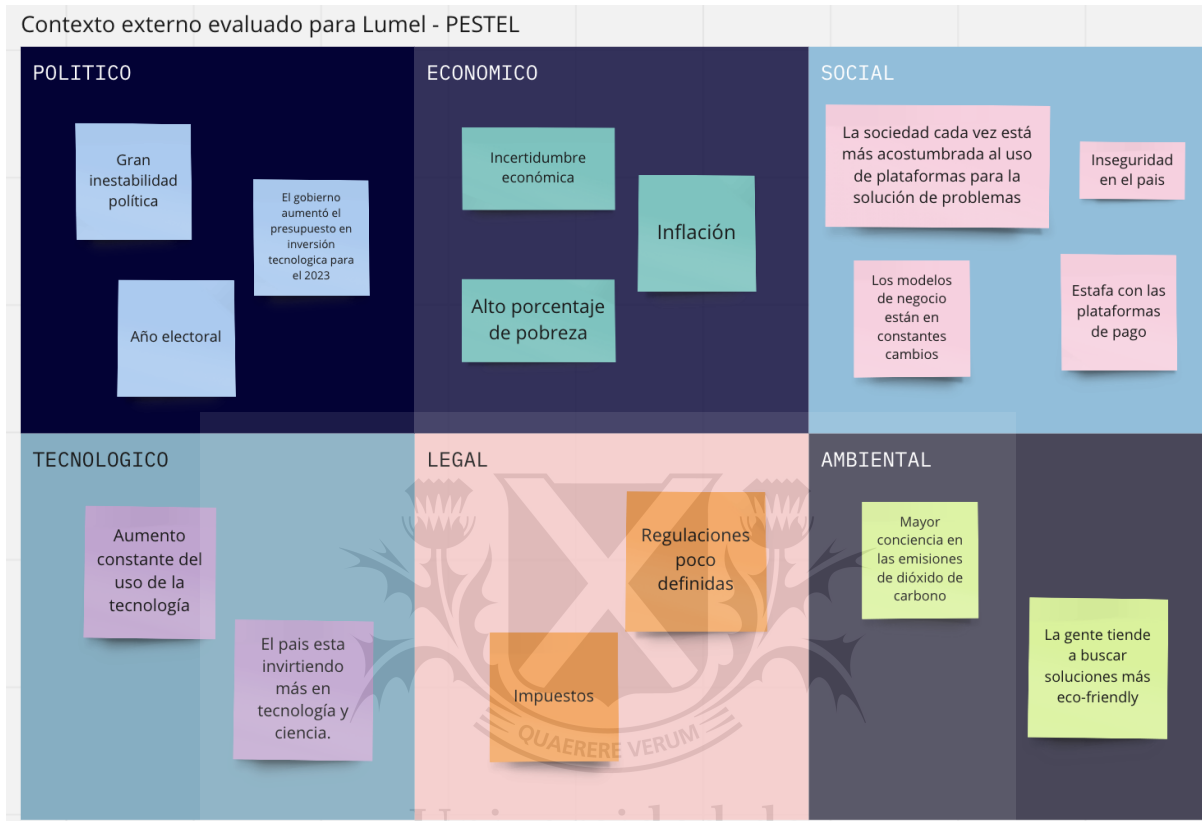 Contexto externo evaluado para Lumel - PESTEL
POLITICO
Gran
inestabilidad
política
El gobierno
aumentó el
presupuesto en
inversión
tecnologica para
el 2023
Año electoral
ECONOMICO
Incertidumbre
económica
Inflación
Alto porcentaje
de pobreza
SOCIAL
La sociedad cada vez está
más acostumbrada al uso
de plataformas para la
solución de problemas
Inseguridad
en el pais
Los modelos
de negocio
están en
constantes
cambios
Estafa con las
plataformas
de pago
TECNOLOGICO
Aumento
constante del
uso de la
tecnología
El pais esta
invirtiendo
más en
tecnología y
ciencia.
LEGAL
Regulaciones
poco
definidas
Impuestos
QUAERERE VERUM
AMBIENTAL
Mayor
conciencia en
las emisiones
de dióxido de
carbono
La gente tiende
a buscar
soluciones más
eco-friendly